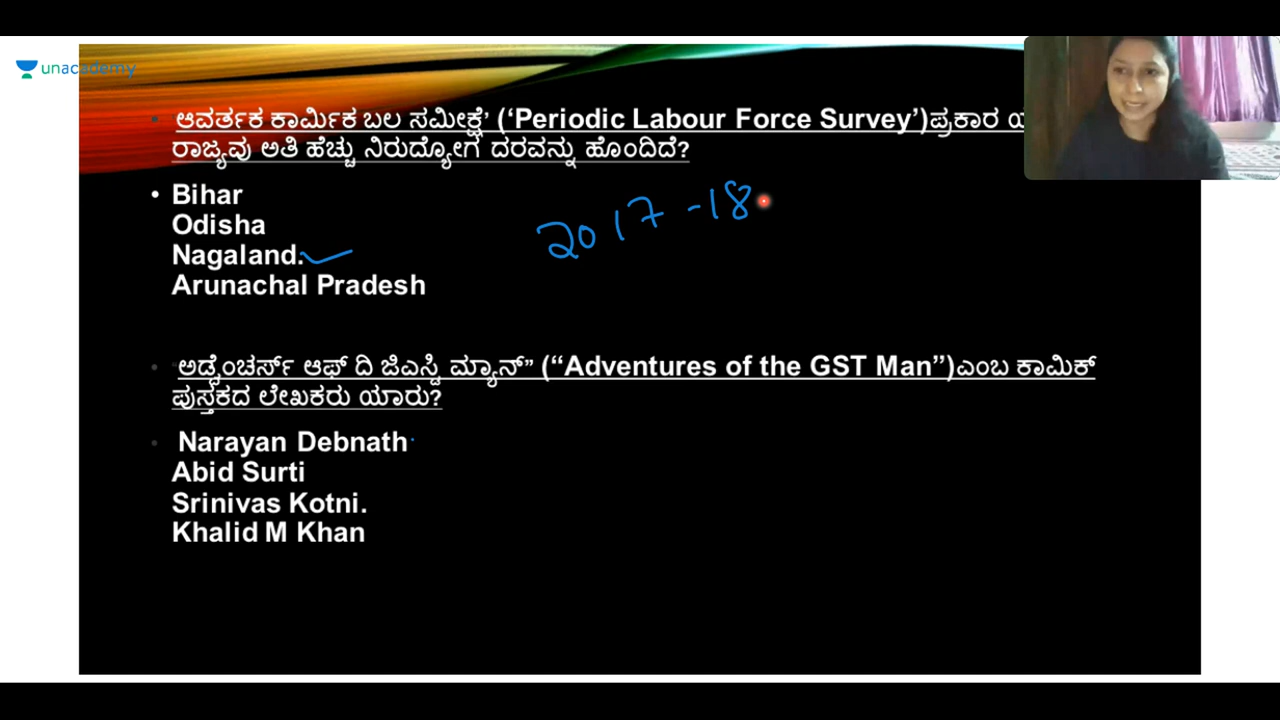 unacademy
ಆವರ್ತಕ ಕಾರ್ಮಿಕ ಬಲ ಸಮೀಕ್ಷೆ' ('Periodic Labour Force Survey')ಪ್ರಕಾರ
ರಾಜ್ಯವು ಅತಿ ಹೆಚ್ಚು ನಿರುದ್ಯೋಗ ದರವನ್ನು ಹೊಂದಿದೆ?
• Bihar
Odisha
Nagaland.
Arunachal Pradesh
2017-18
• ಅಡ್ವೆಂಚರ್ಸ್ ಆಫ್ ದಿ ಜಿಎಸ್ಟಿ ಮ್ಯಾನ್" ("Adventures of the GST Man")ಎಂಬ ಕಾಮಿಕ್
ಪುಸ್ತಕದ ಲೇಖಕರು ಯಾರು?
• Narayan Debnath
Abid Surti
Srinivas Kotni.
Khalid M Khan